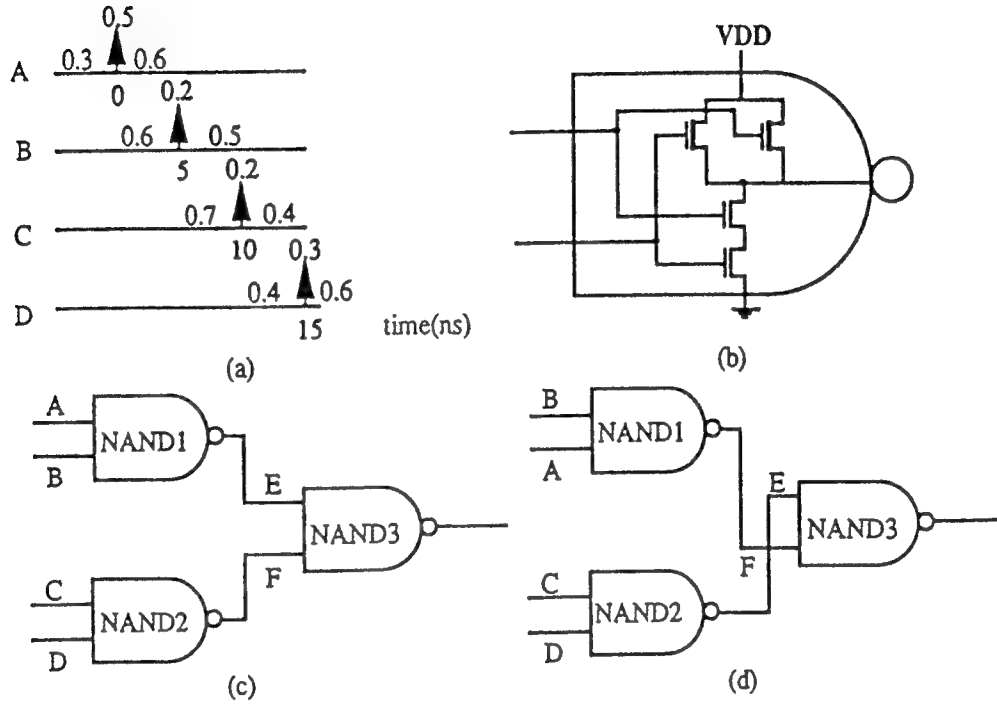 0.5
0.3 0.6
A
0 0.2
0.6 0.5
B
5 0.2
0.7 0.4
C
10 0.3
0.4 0.6
D
15 time(ns)
(a)
VDD
(b)
A
NAND1
B
E
NAND3
F
C
NAND2
D
(c)
B
NAND1
A
E
NAND3
F
C
NAND2
D
(d)